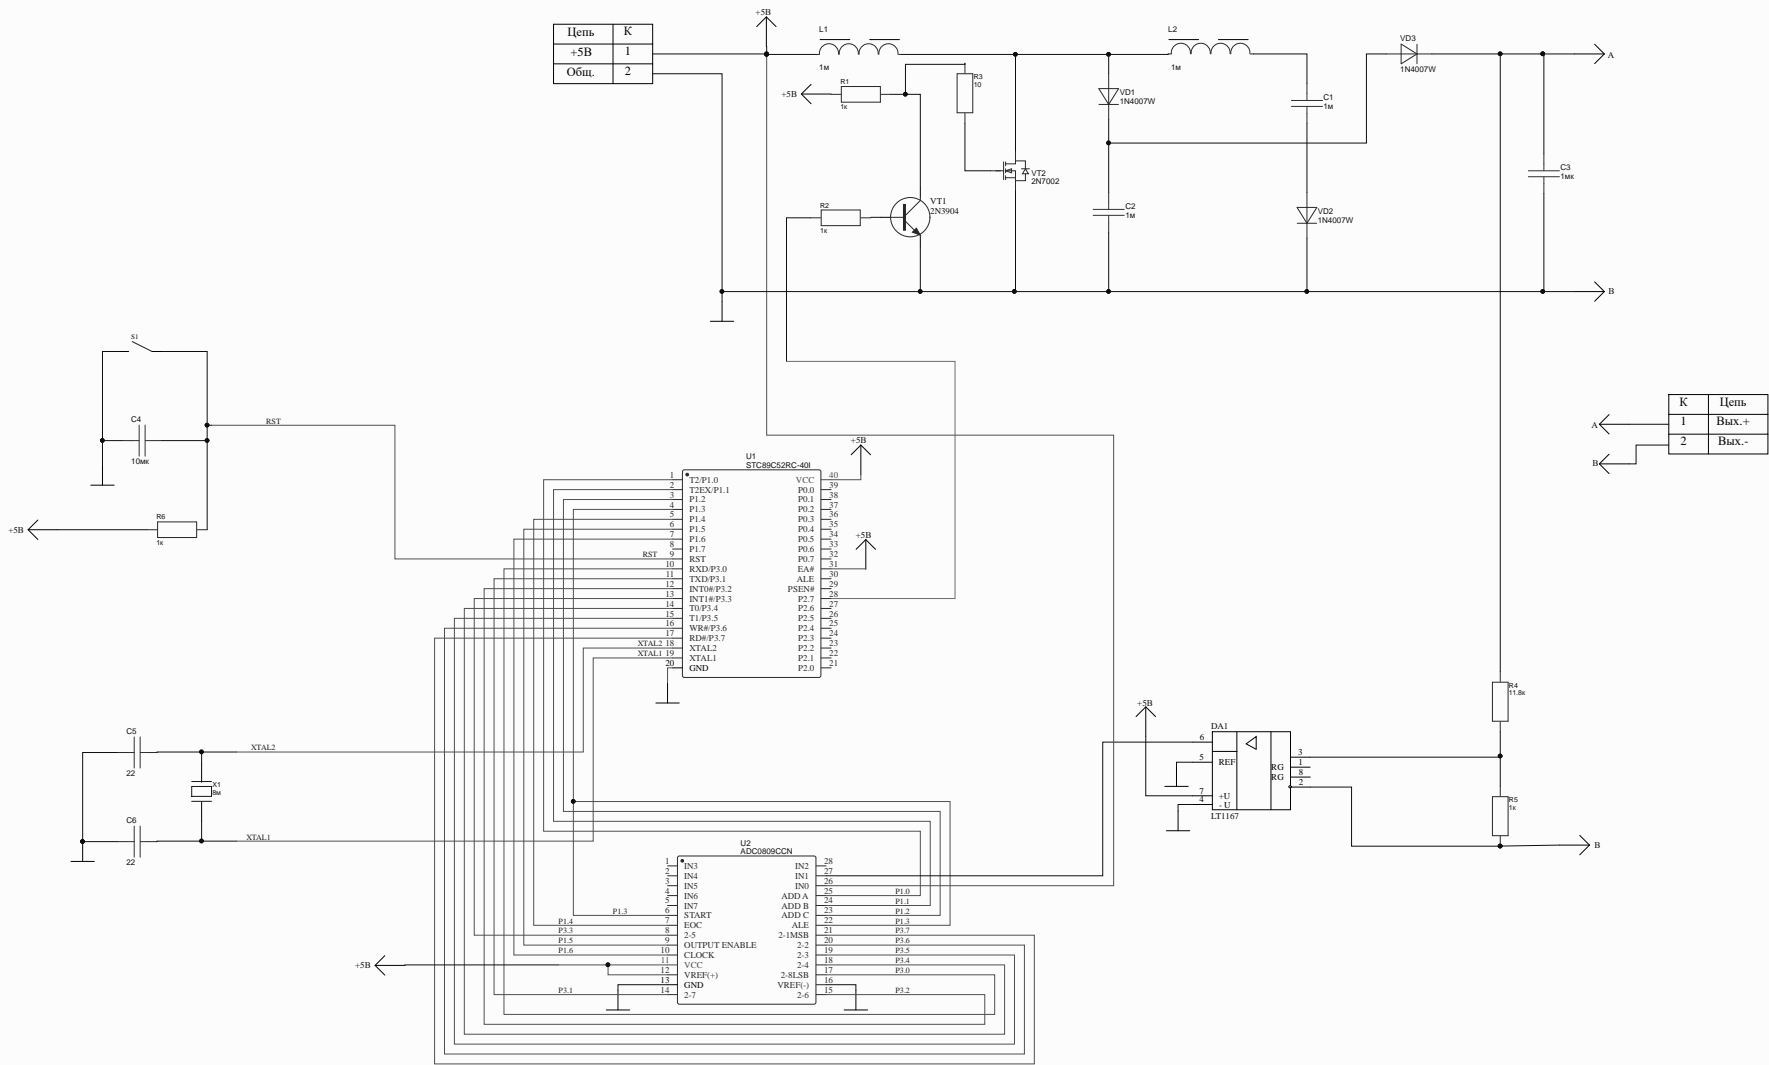 +5В
Цепь К
+5В 1
Общ. 2
L1
1м
L2
1м
VD3
1N4007W
A
R1
1к
+5В
R3
10
VD1
1N4007W
C1
1м
VT2
2N7002
C3
1мк
R2
1к
VT1
2N3904
C2
1м
VD2
1N4007W
B
S1
C4
10мк
RST
R6
1к
+5В
К Цепь
1 Вых.+
2 Вых.-
A
B
+5В
+5В
U1
STC89C52RC-40I
1 T2/P1.0 VCC 40
2 T2EX/P1.1 P0.0 39
3 P1.2 P0.1 38
4 P1.3 P0.2 37
5 P1.4 P0.3 36
6 P1.5 P0.4 35
7 P1.6 P0.5 34
8 P1.7 P0.6 33
RST 9 RST P0.7 32
10 RXD/P3.0 EA# 31
11 TXD/P3.1 ALE 30
12 INT0#/P3.2 PSEN# 29
13 INT1#/P3.3 P2.7 28
14 T0/P3.4 P2.6 27
15 T1/P3.5 P2.5 26
16 WR#/P3.6 P2.4 25
17 RD#/P3.7 P2.3 24
XTAL2 18 XTAL2 P2.2 23
XTAL1 19 XTAL1 P2.1 22
20 GND P2.0 21
C5
22
XTAL2
X1
8м
C6
22
XTAL1
R4
11.8к
+5В
DA1
6 3
5 REF RG 1
RG 8
2
7 +U
4 - U
LT1167
R5
1к
B
U2
ADC0809CCN
1 IN3 IN2 28
2 IN4 IN1 27
3 IN5 IN0 26
4 IN6 ADD A 25 P1.0
5 IN7 ADD B 24 P1.1
P1.3 6 START ADD C 23 P1.2
P1.4 7 EOC ALE 22 P1.3
P3.3 8 2-5 2-1MSB 21 P3.7
P1.5 9 OUTPUT ENABLE 2-2 20 P3.6
P1.6 10 CLOCK 2-3 19 P3.5
+5В 11 VCC 2-4 18 P3.4
12 VREF(+) 2-8LSB 17 P3.0
13 GND VREF(-) 16
P3.1 14 2-7 2-6 15 P3.2